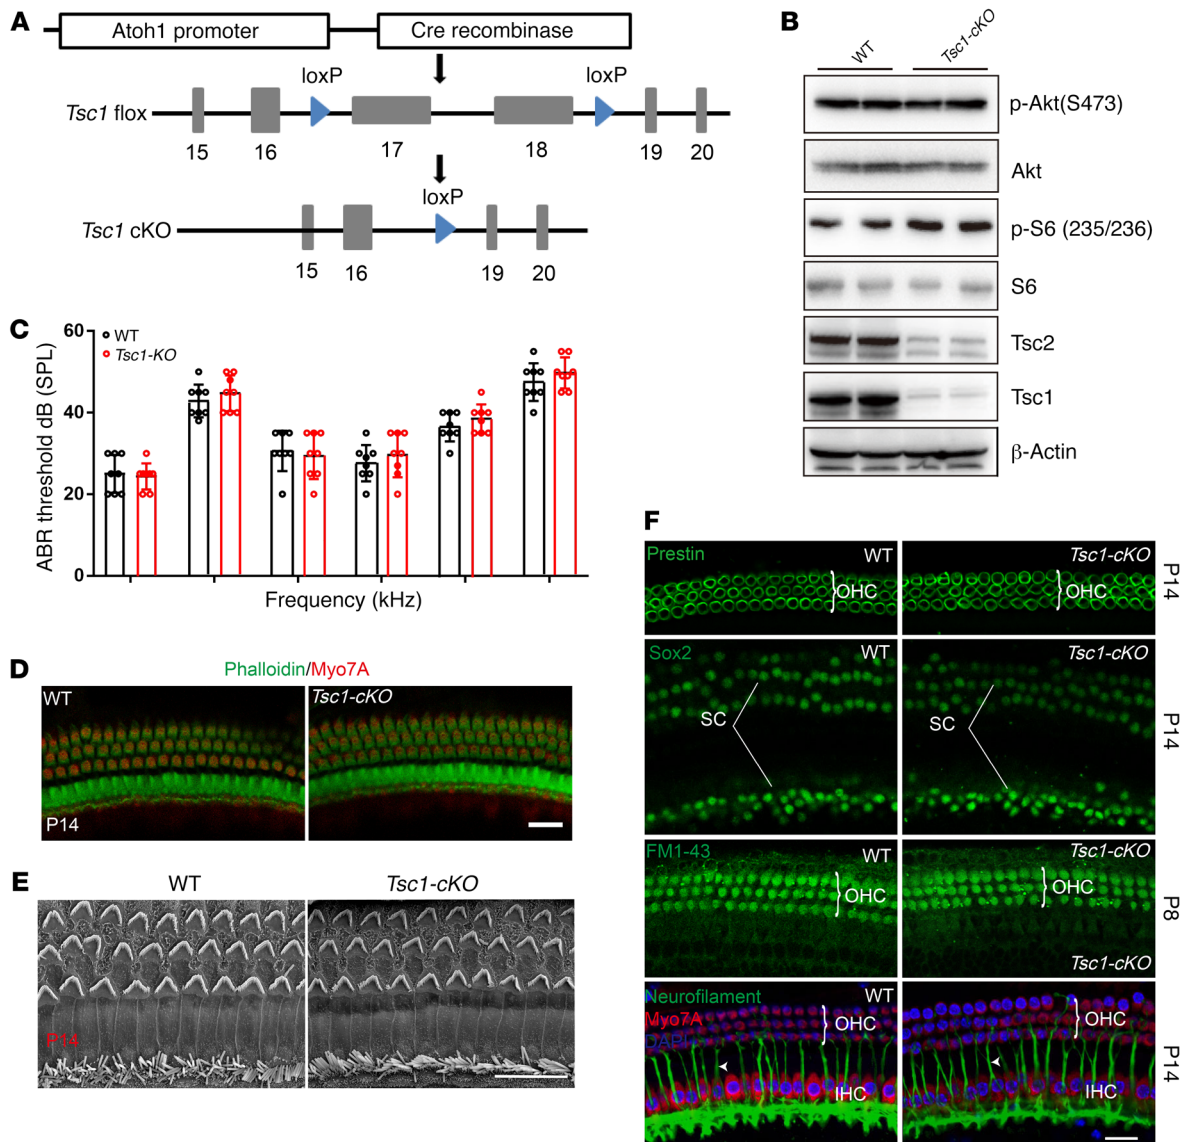 A
Atoh1 promoter
Cre recombinase
loxP
loxP
Tsc1 flox
15
16
17
18
19
20
loxP
Tsc1 cKO
15
16
19
20
B
WT
Tsc1-cKO
p-Akt(S473)
Akt
p-S6 (235/236)
S6
Tsc2
Tsc1
β-Actin
C
WT
Tsc1-KO
ABR threshold dB (SPL)
60
40
20
0
Frequency (kHz)
D
Phalloidin/Myo7A
WT
Tsc1-cKO
P14
E
WT
Tsc1-cKO
P14
F
Prestin
WT
OHC
Tsc1-cKO
OHC
P14
Sox2
WT
SC
Tsc1-cKO
SC
P14
FM1-43
WT
OHC
Tsc1-cKO
OHC
Tsc1-cKO
P8
Neurofilament
Myo7A
DAPI
WT
OHC
IHC
OHC
IHC
P14